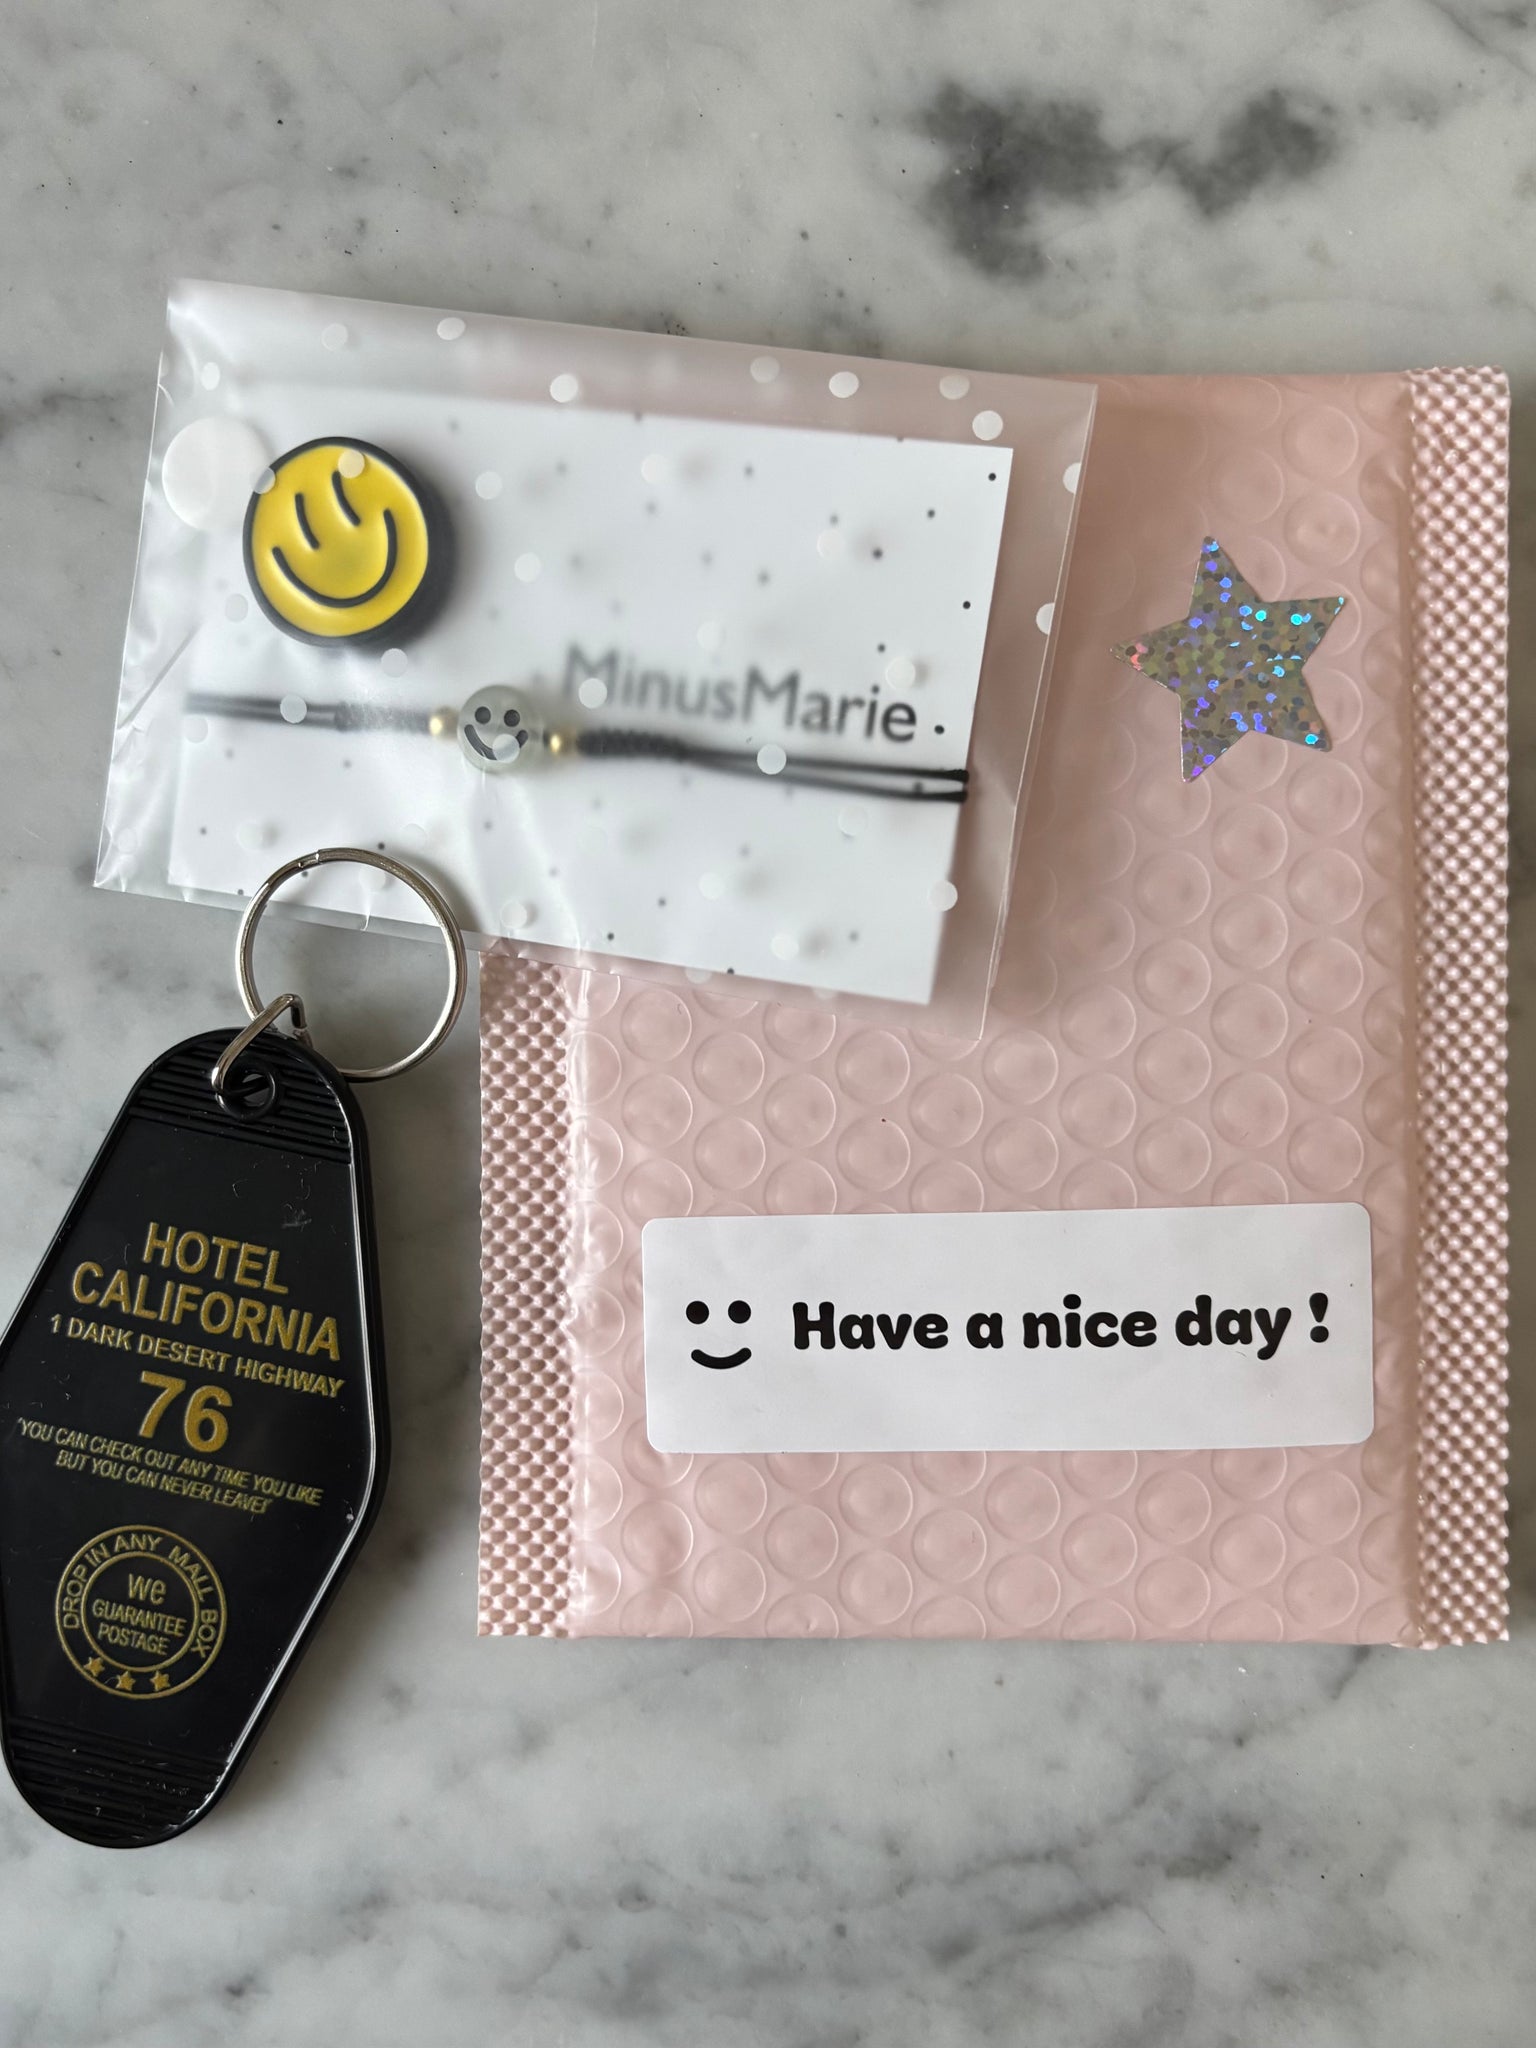 MinusMarie
Have a nice day !
HOTEL
CALIFORNIA
1 DARK DESERT HIGHWAY
76
"YOU CAN CHECK OUT ANY TIME YOU LIKE
BUT YOU CAN NEVER LEAVE!"
DROP IN ANY MALL BOX
we
GUARANTEE
POSTAGE